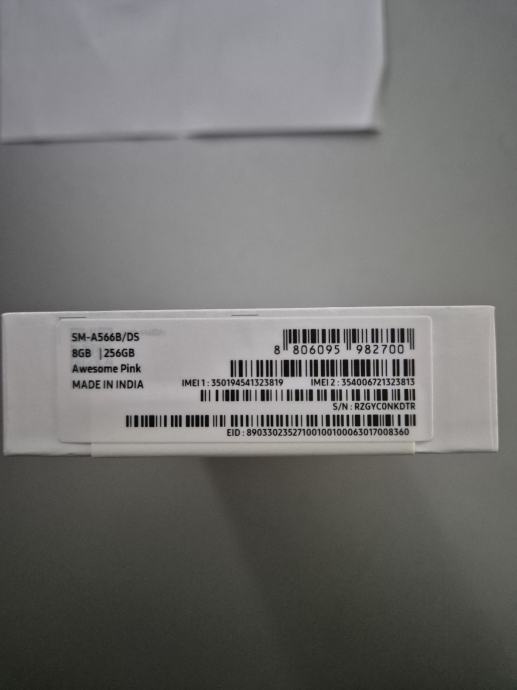 SM-A566B/DS
8GB | 256GB
Awesome Pink
MADE IN INDIA
8 806095 982700
IMEI 1 : 350194541323819 IMEI 2 : 354006721323813
S/N : RZGYC0NKDTR
EID : 89033023527100100100063017008360